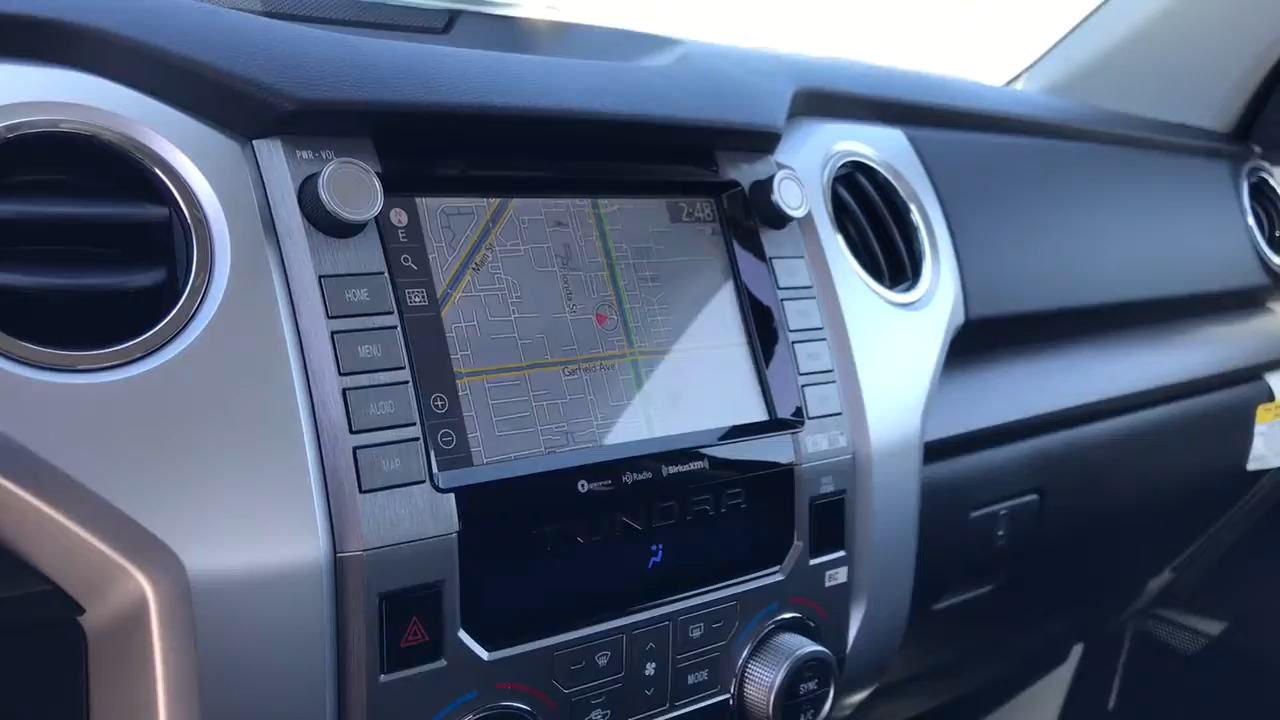 PWR-VOL
HOME
MENU
AUDIO
MAP
N
E
2:48
Main St
Garfield Ave
HD Radio
SiriusXM
TUNDRA
MODE
SYNC
A/C